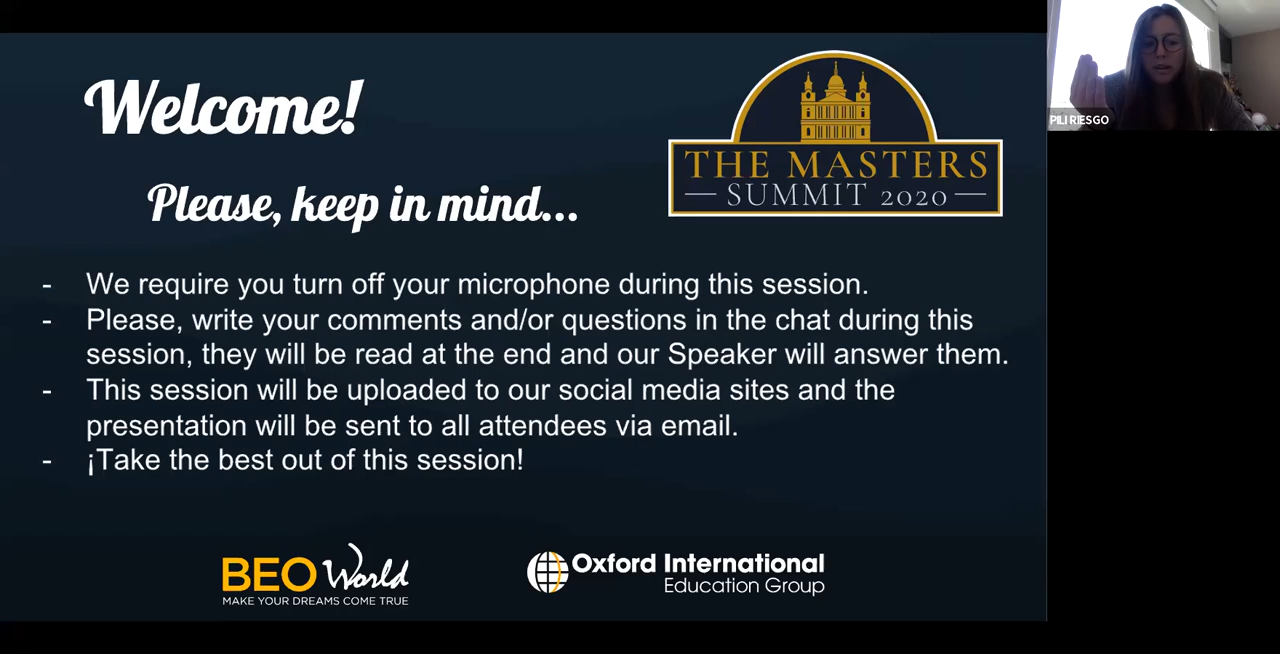 Welcome!
THE MASTERS
SUMMIT 2020
Please, keep in mind...
- We require you turn off your microphone during this session.
- Please, write your comments and/or questions in the chat during this
session, they will be read at the end and our Speaker will answer them.
- This session will be uploaded to our social media sites and the
presentation will be sent to all attendees via email.
- ¡Take the best out of this session!
BEO World
MAKE YOUR DREAMS COME TRUE
Oxford International
Education Group
PILI RIESGO